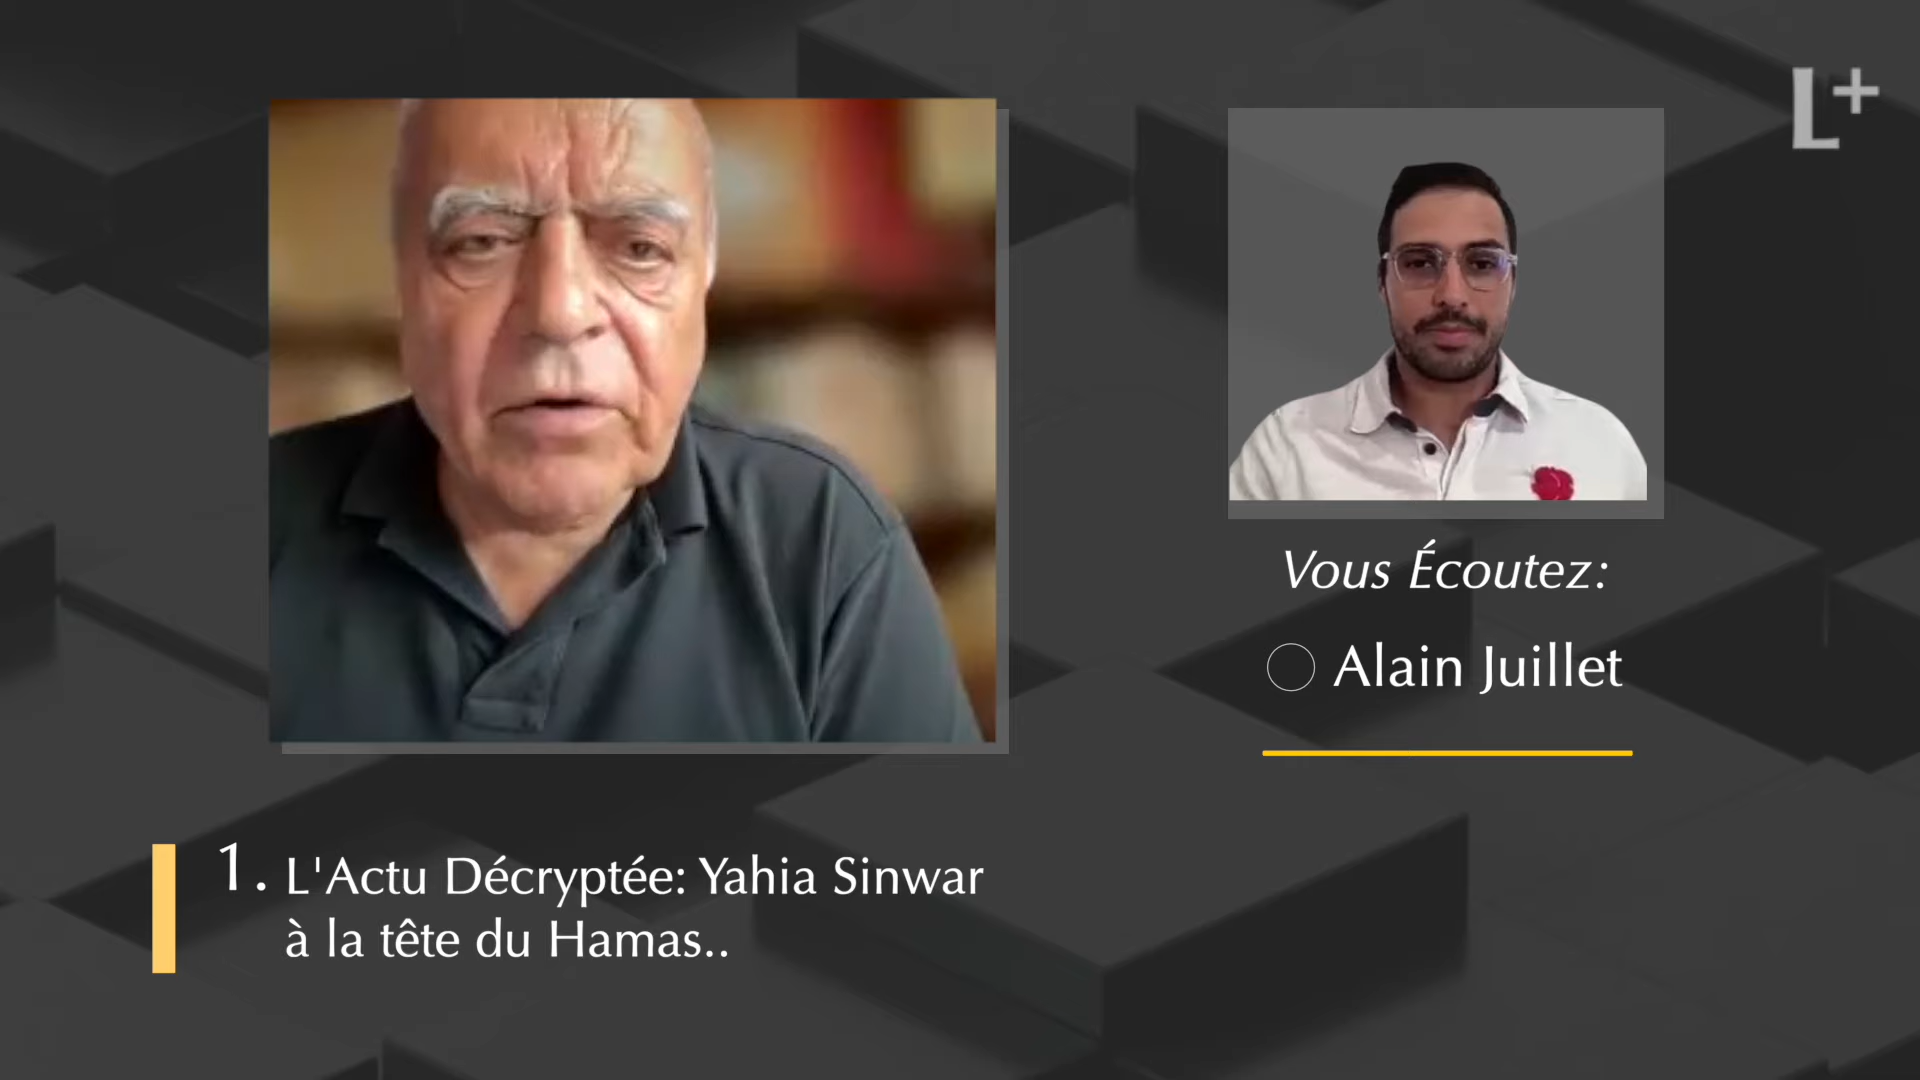 L+
Vous Écoutez:
Alain Juillet
1. L'Actu Décryptée: Yahia Sinwar
à la tête du Hamas..